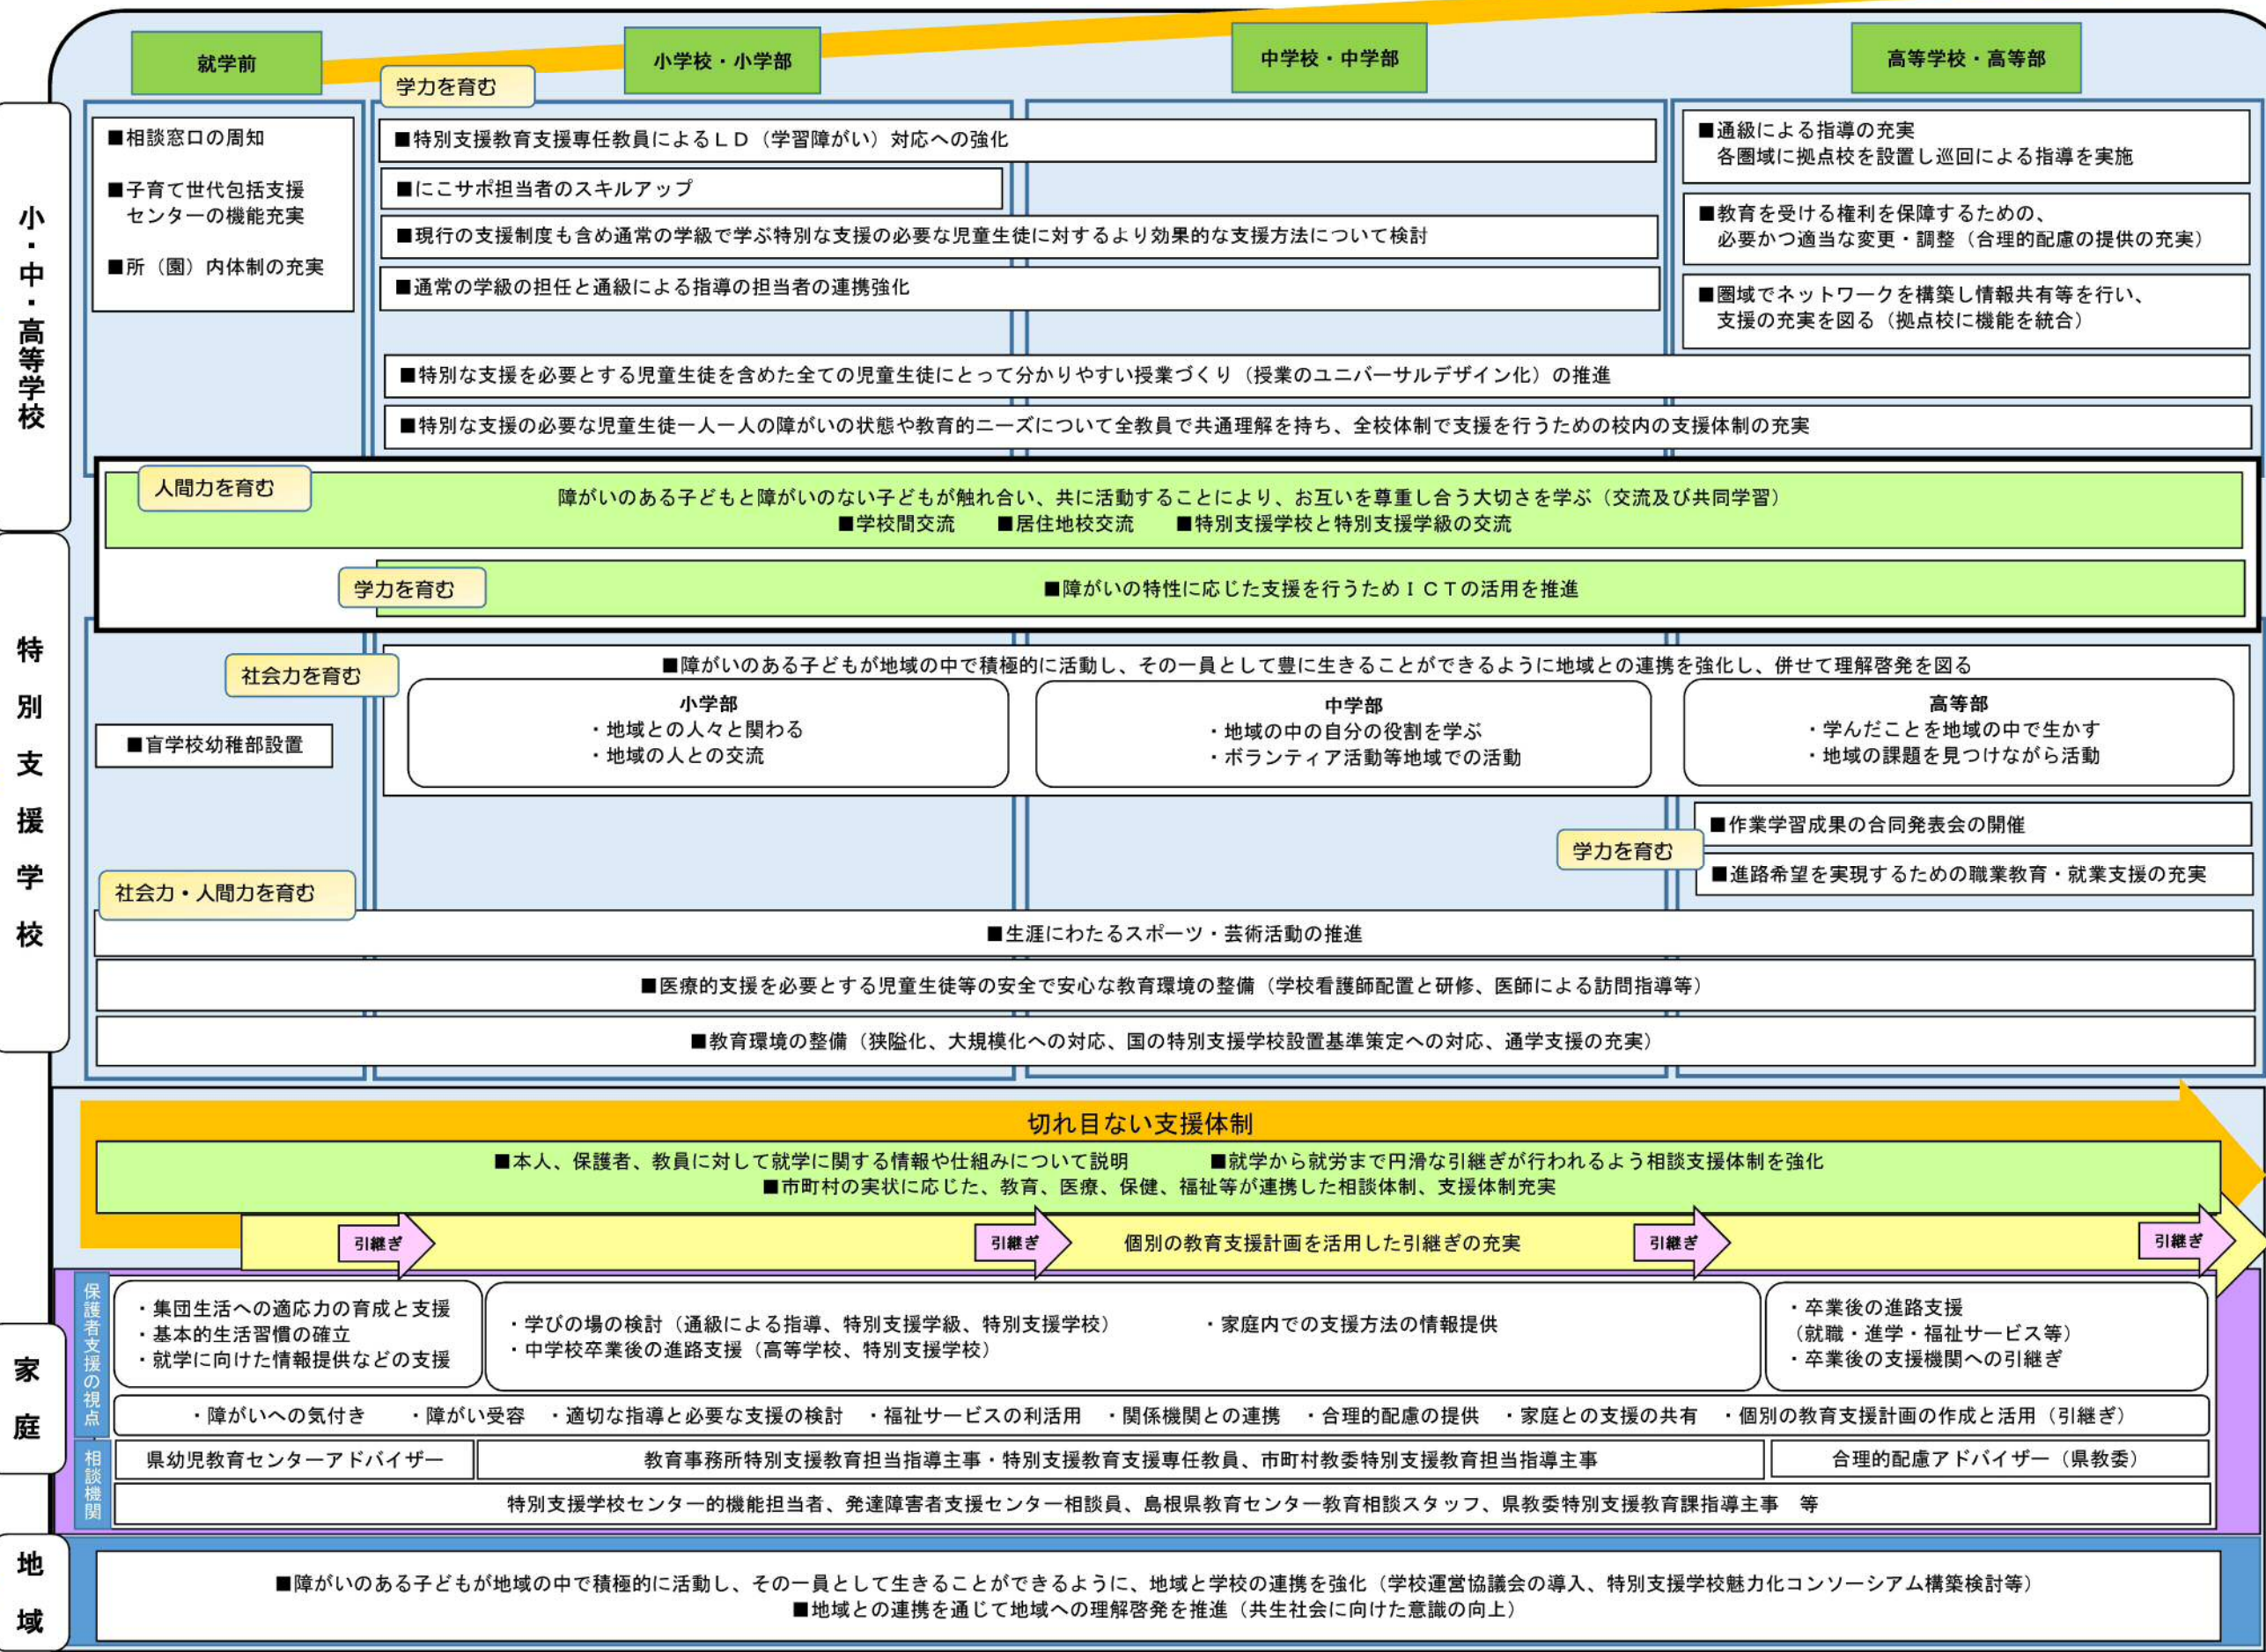 就学前
小学校・小学部
中学校・中学部
高等学校・高等部
小・中・高等学校
学力を育む
■相談窓口の周知
■子育て世代包括支援
センターの機能充実
■所（園）内体制の充実
■特別支援教育支援専任教員によるＬＤ（学習障がい）対応への強化
■にこサポ担当者のスキルアップ
■現行の支援制度も含め通常の学級で学ぶ特別な支援の必要な児童生徒に対するより効果的な支援方法について検討
■通常の学級の担任と通級による指導の担当者の連携強化
■通級による指導の充実
各圏域に拠点校を設置し巡回による指導を実施
■教育を受ける権利を保障するための、
必要かつ適当な変更・調整（合理的配慮の提供の充実）
■圏域でネットワークを構築し情報共有等を行い、
支援の充実を図る（拠点校に機能を統合）
■特別な支援を必要とする児童生徒を含めた全ての児童生徒にとって分かりやすい授業づくり（授業のユニバーサルデザイン化）の推進
■特別な支援の必要な児童生徒一人一人の障がいの状態や教育的ニーズについて全教員で共通理解を持ち、全校体制で支援を行うための校内の支援体制の充実
人間力を育む
障がいのある子どもと障がいのない子どもが触れ合い、共に活動することにより、お互いを尊重し合う大切さを学ぶ（交流及び共同学習）
■学校間交流　■居住地校交流　■特別支援学校と特別支援学級の交流
学力を育む
■障がいの特性に応じた支援を行うためＩＣＴの活用を推進
特別支援学校
社会力を育む
■障がいのある子どもが地域の中で積極的に活動し、その一員として豊に生きることができるように地域との連携を強化し、併せて理解啓発を図る
■盲学校幼稚部設置
小学部
・地域との人々と関わる
・地域の人との交流
中学部
・地域の中の自分の役割を学ぶ
・ボランティア活動等地域での活動
高等部
・学んだことを地域の中で生かす
・地域の課題を見つけながら活動
学力を育む
■作業学習成果の合同発表会の開催
■進路希望を実現するための職業教育・就業支援の充実
社会力・人間力を育む
■生涯にわたるスポーツ・芸術活動の推進
■医療的支援を必要とする児童生徒等の安全で安心な教育環境の整備（学校看護師配置と研修、医師による訪問指導等）
■教育環境の整備（狭隘化、大規模化への対応、国の特別支援学校設置基準策定への対応、通学支援の充実）
切れ目ない支援体制
■本人、保護者、教員に対して就学に関する情報や仕組みについて説明　■就学から就労まで円滑な引継ぎが行われるよう相談支援体制を強化
■市町村の実状に応じた、教育、医療、保健、福祉等が連携した相談体制、支援体制充実
引継ぎ
引継ぎ
個別の教育支援計画を活用した引継ぎの充実
引継ぎ
引継ぎ
家庭
保護者支援の視点
・集団生活への適応力の育成と支援
・基本的生活習慣の確立
・就学に向けた情報提供などの支援
・学びの場の検討（通級による指導、特別支援学級、特別支援学校）　・家庭内での支援方法の情報提供
・中学校卒業後の進路支援（高等学校、特別支援学校）
・卒業後の進路支援
（就職・進学・福祉サービス等）
・卒業後の支援機関への引継ぎ
・障がいへの気付き　・障がい受容　・適切な指導と必要な支援の検討　・福祉サービスの利活用　・関係機関との連携　・合理的配慮の提供　・家庭との支援の共有　・個別の教育支援計画の作成と活用（引継ぎ）
相談機関
県幼児教育センターアドバイザー
教育事務所特別支援教育担当指導主事・特別支援教育支援専任教員、市町村教委特別支援教育担当指導主事
合理的配慮アドバイザー（県教委）
特別支援学校センター的機能担当者、発達障害者支援センター相談員、島根県教育センター教育相談スタッフ、県教委特別支援教育課指導主事　等
地域
■障がいのある子どもが地域の中で積極的に活動し、その一員として生きることができるように、地域と学校の連携を強化（学校運営協議会の導入、特別支援学校魅力化コンソーシアム構築検討等）
■地域との連携を通じて地域への理解啓発を推進（共生社会に向けた意識の向上）